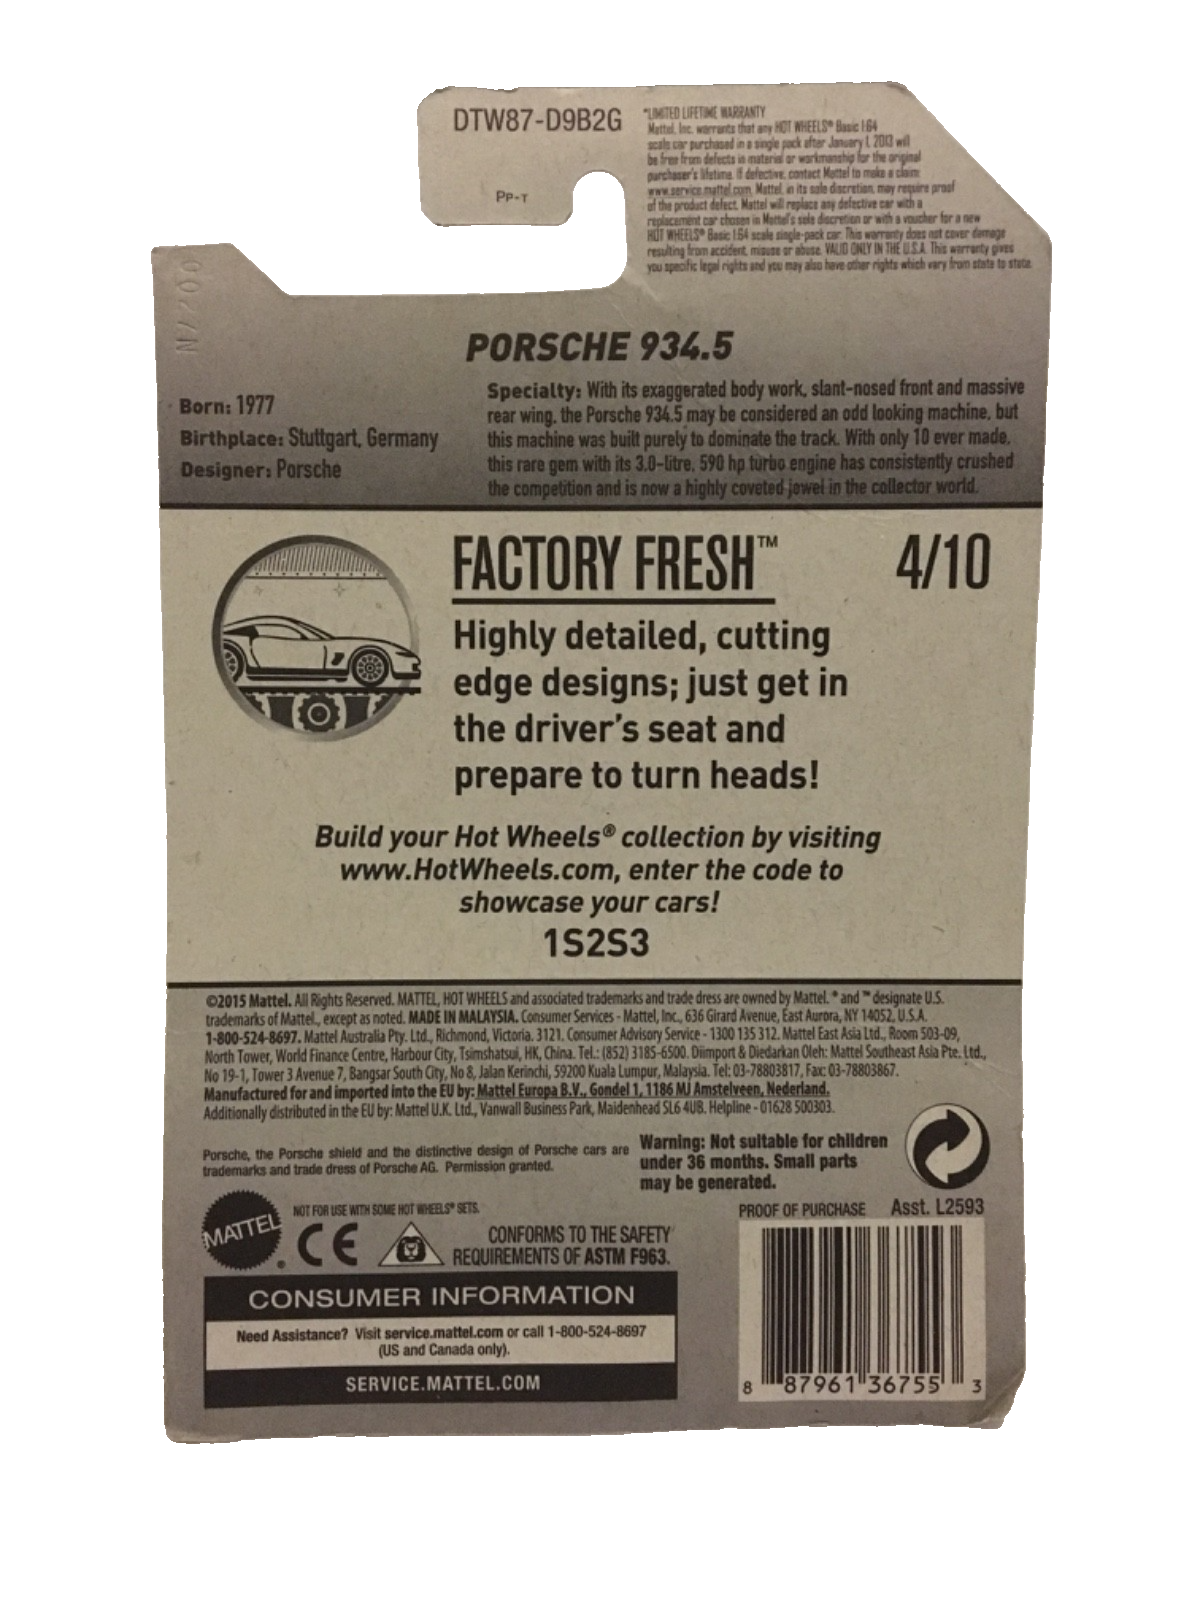 DTW87-D9B2G
PP-T
*LIMITED LIFETIME WARRANTY
Mattel, Inc. warrants that any HOT WHEELS® Basic 1:64
scale car purchased in a single pack after January 1, 2013 will
be free from defects in material or workmanship for the original
purchaser's lifetime. If defective, contact Mattel to make a claim:
www.service.mattel.com. Mattel, in its sole discretion, may require proof
of the product defect. Mattel will replace any defective car with a
replacement car chosen in Mattel's sole discretion or with a voucher for a new
HOT WHEELS® Basic 1:64 scale single-pack car. This warranty does not cover damage
resulting from accident, misuse or abuse. VALID ONLY IN THE U.S.A. This warranty gives
you specific legal rights and you may also have other rights which vary from state to state.
PORSCHE 934.5
Born: 1977
Birthplace: Stuttgart, Germany
Designer: Porsche
Specialty: With its exaggerated body work, slant-nosed front and massive
rear wing, the Porsche 934.5 may be considered an odd looking machine, but
this machine was built purely to dominate the track. With only 10 ever made,
this rare gem with its 3.0-litre, 590 hp turbo engine has consistently crushed
the competition and is now a highly coveted jewel in the collector world.
FACTORY FRESH™ 4/10
Highly detailed, cutting
edge designs; just get in
the driver's seat and
prepare to turn heads!
Build your Hot Wheels® collection by visiting
www.HotWheels.com, enter the code to
showcase your cars!
1S2S3
©2015 Mattel. All Rights Reserved. MATTEL, HOT WHEELS and associated trademarks and trade dress are owned by Mattel. ® and ™ designate U.S.
trademarks of Mattel, except as noted. MADE IN MALAYSIA. Consumer Services - Mattel, Inc., 636 Girard Avenue, East Aurora, NY 14052, U.S.A.
1-800-524-8697. Mattel Australia Pty. Ltd., Richmond, Victoria. 3121. Consumer Advisory Service - 1300 135 312. Mattel East Asia Ltd., Room 503-09,
North Tower, World Finance Centre, Harbour City, Tsimshatsui, HK, China. Tel.: (852) 3185-6500. Diimport & Diedarkan Oleh: Mattel Southeast Asia Pte. Ltd.,
No 19-1, Tower 3 Avenue 7, Bangsar South City, No 8, Jalan Kerinchi, 59200 Kuala Lumpur, Malaysia. Tel: 03-78803817, Fax: 03-78803867.
Manufactured for and imported into the EU by: Mattel Europa B.V., Gondel 1, 1186 MJ Amstelveen, Nederland.
Additionally distributed in the EU by: Mattel U.K. Ltd., Vanwall Business Park, Maidenhead SL6 4UB. Helpline - 01628 500303.
Porsche, the Porsche shield and the distinctive design of Porsche cars are
trademarks and trade dress of Porsche AG. Permission granted.
Warning: Not suitable for children
under 36 months. Small parts
may be generated.
MATTEL®
NOT FOR USE WITH SOME HOT WHEELS® SETS.
CE
CONFORMS TO THE SAFETY
REQUIREMENTS OF ASTM F963.
PROOF OF PURCHASE Asst. L2593
CONSUMER INFORMATION
Need Assistance? Visit service.mattel.com or call 1-800-524-8697
(US and Canada only).
SERVICE.MATTEL.COM
8 87961 36755 3